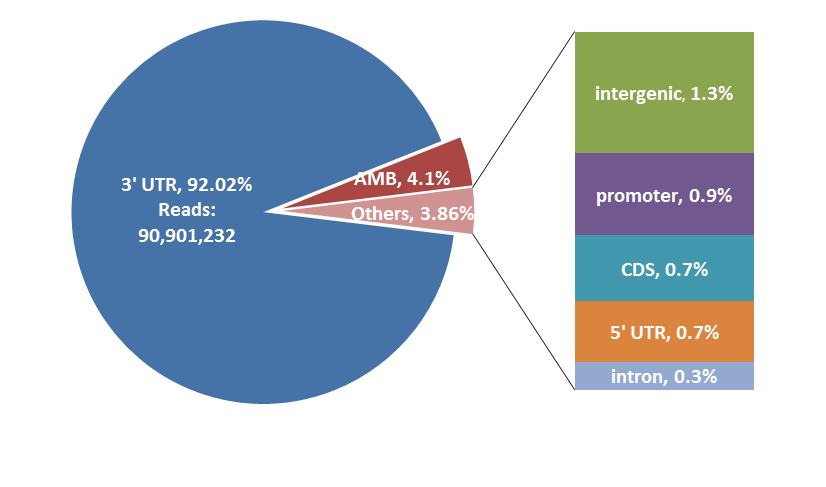 3' UTR, 92.02%
Reads:
90,901,232
AMB, 4.1%
Others, 3.86%
intergenic, 1.3%
promoter, 0.9%
CDS, 0.7%
5' UTR, 0.7%
intron, 0.3%